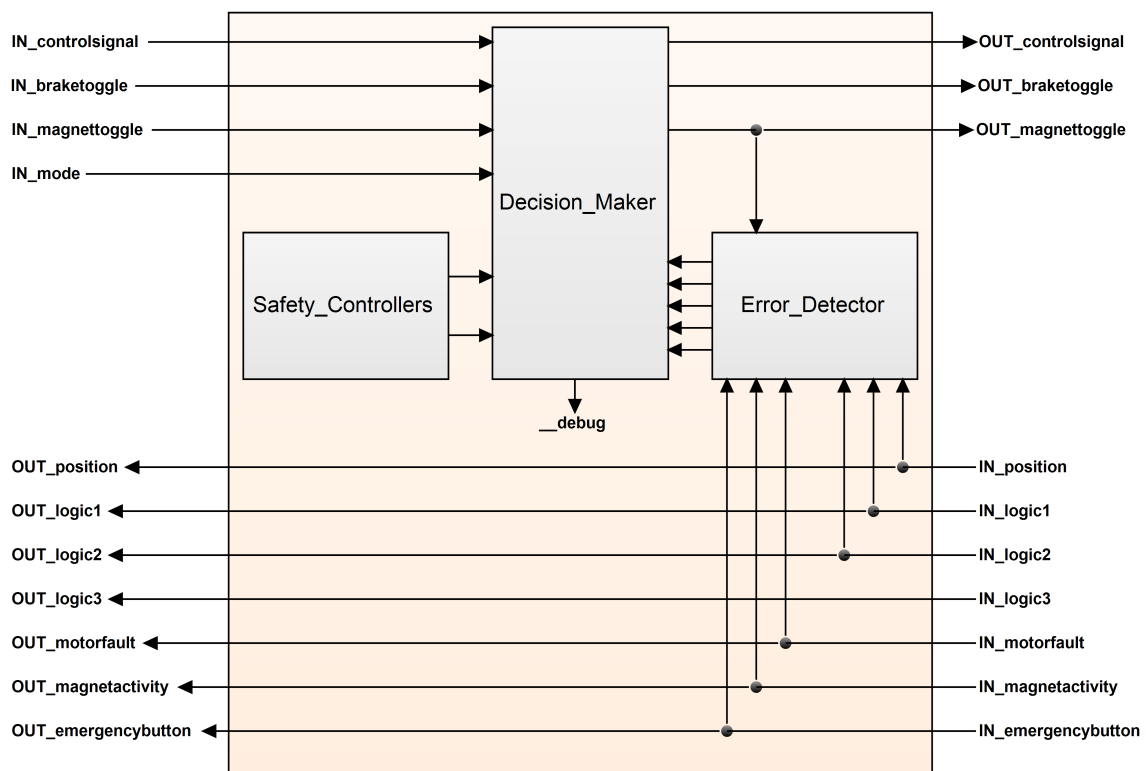 IN_controlsignal
OUT_controlsignal
IN_braketoggle
OUT_braketoggle
IN_magnettoggle
OUT_magnettoggle
IN_mode
Decision_Maker
Safety_Controllers
Error_Detector
__debug
OUT_position
IN_position
OUT_logic1
IN_logic1
OUT_logic2
IN_logic2
OUT_logic3
IN_logic3
OUT_motorfault
IN_motorfault
OUT_magnetactivity
IN_magnetactivity
OUT_emergencybutton
IN_emergencybutton